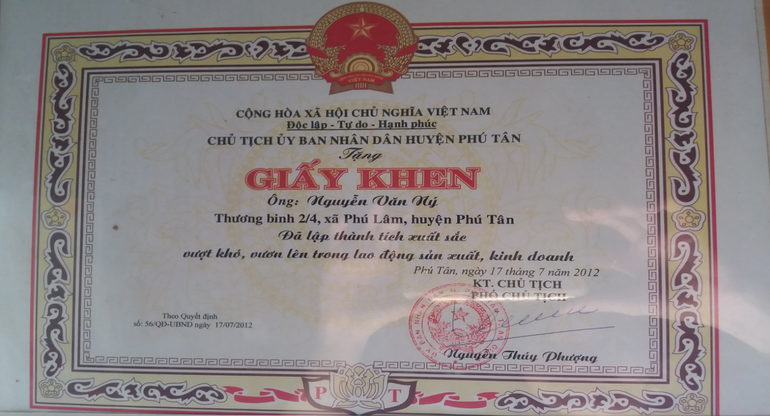 VIỆT NAM
CỘNG HÒA XÃ HỘI CHỦ NGHĨA VIỆT NAM
Độc lập - Tự do - Hạnh phúc
CHỦ TỊCH ỦY BAN NHÂN DÂN HUYỆN PHÚ TÂN
Tặng
GIẤY KHEN
Ông: Nguyễn Văn Ný
Thương binh 2/4, xã Phú Lâm, huyện Phú Tân
Đã lập thành tích xuất sắc
vượt khó, vươn lên trong lao động sản xuất, kinh doanh
Phú Tân, ngày 17 tháng 7 năm 2012
KT. CHỦ TỊCH
PHÓ CHỦ TỊCH
Theo Quyết định
số: 56/QĐ-UBND ngày 17/07/2012
Nguyễn Thúy Phượng
P T